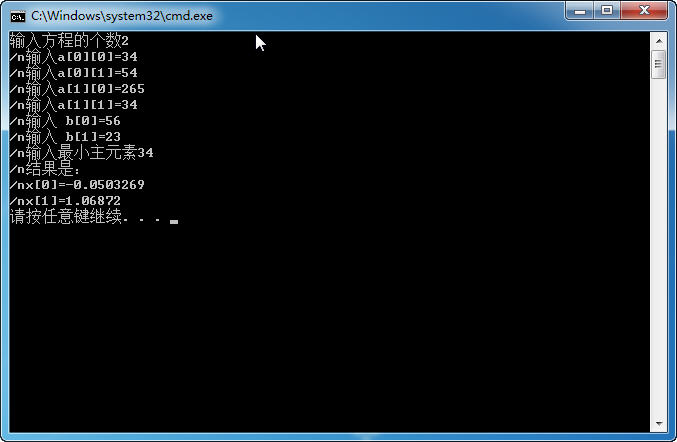 C:\Windows\system32\cmd.exe
输入方程的个数2
/n输入a[0][0]=34
/n输入a[0][1]=54
/n输入a[1][0]=265
/n输入a[1][1]=34
/n输入 b[0]=56
/n输入 b[1]=23
/n输入最小主元素34
/n结果是:
/nx[0]=-0.0503269
/nx[1]=1.06872
请按任意键继续. . .